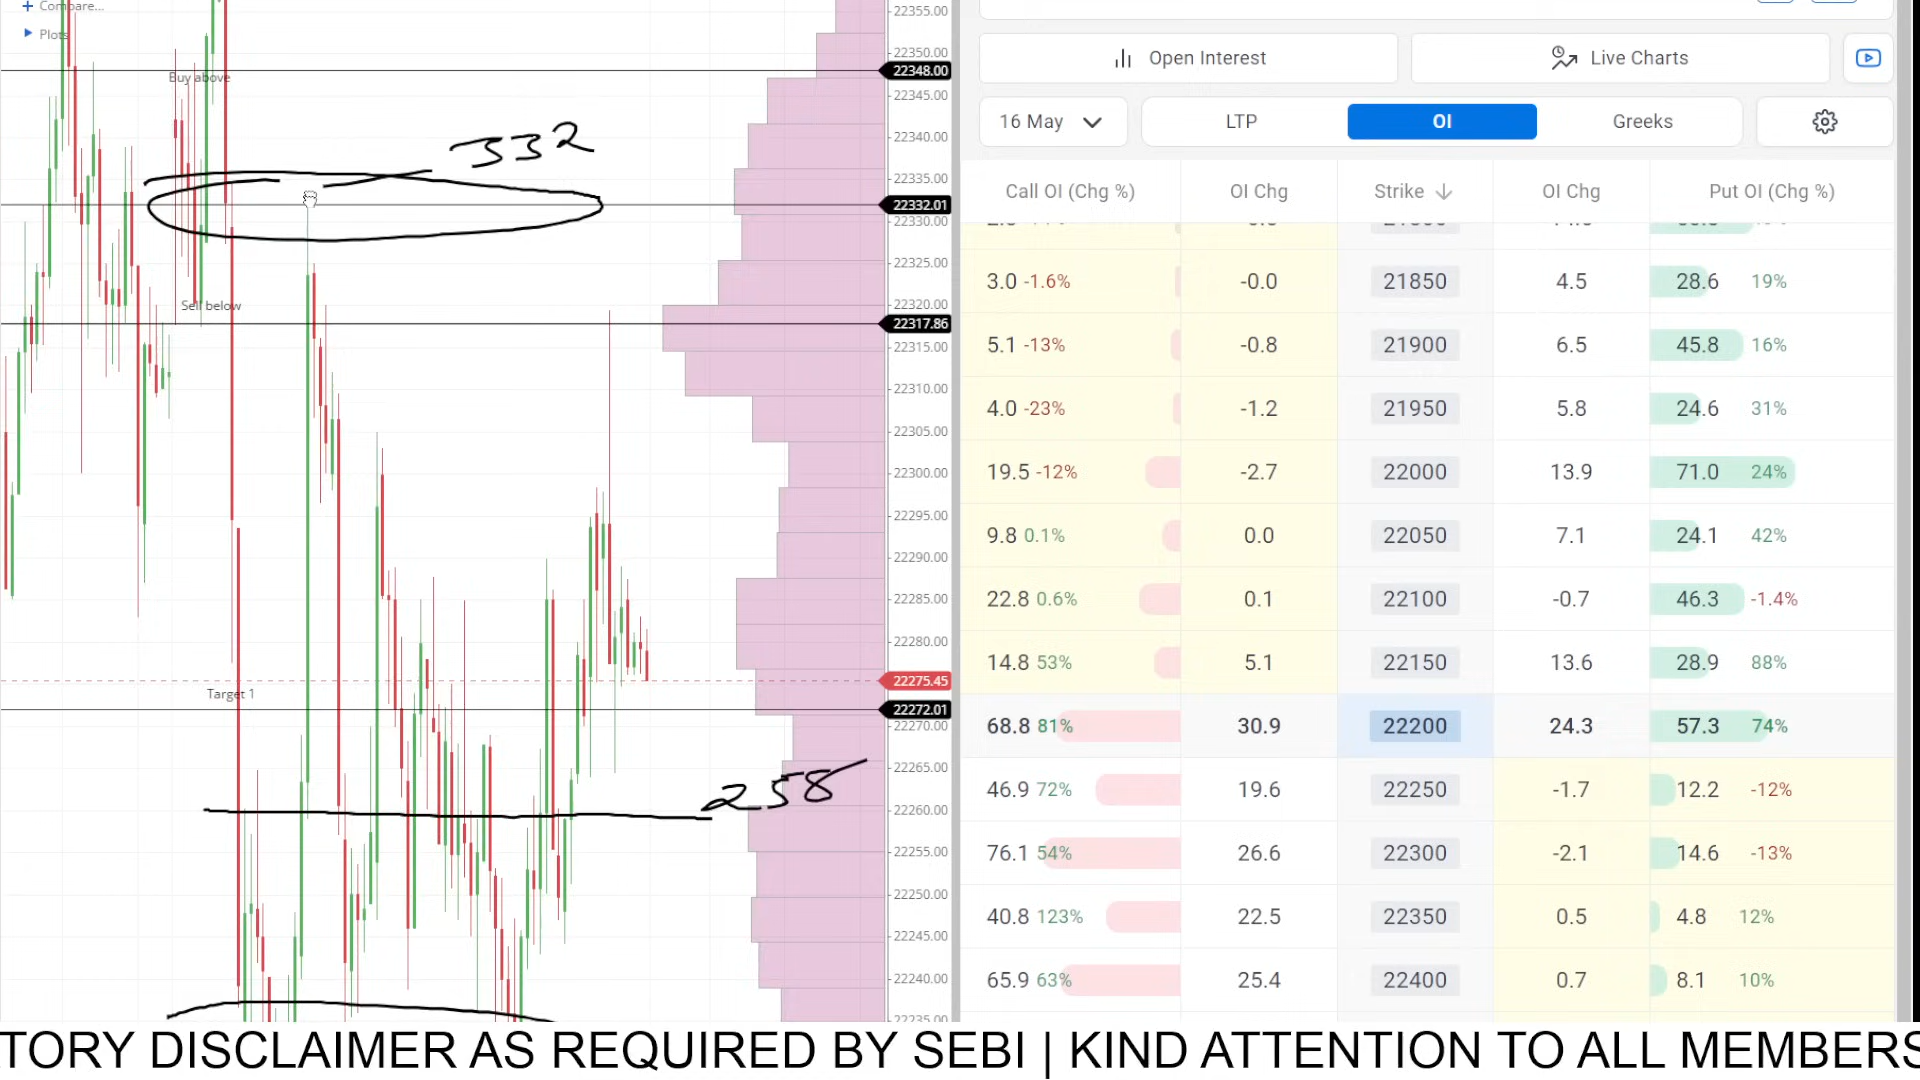 Compare...
Plots
Buy above
332
Sell below
Target 1
258
22355.00
22350.00
22348.00
22345.00
22340.00
22335.00
22332.01
22330.00
22325.00
22320.00
22317.86
22315.00
22310.00
22305.00
22300.00
22295.00
22290.00
22285.00
22280.00
22275.45
22272.01
22270.00
22265.00
22260.00
22255.00
22250.00
22245.00
22240.00
22235.00
Open Interest Live Charts
16 May LTP OI Greeks
Call OI (Chg %) OI Chg Strike OI Chg Put OI (Chg %)
3.0 -1.6% -0.0 21850 4.5 28.6 19%
5.1 -13% -0.8 21900 6.5 45.8 16%
4.0 -23% -1.2 21950 5.8 24.6 31%
19.5 -12% -2.7 22000 13.9 71.0 24%
9.8 0.1% 0.0 22050 7.1 24.1 42%
22.8 0.6% 0.1 22100 -0.7 46.3 -1.4%
14.8 53% 5.1 22150 13.6 28.9 88%
68.8 81% 30.9 22200 24.3 57.3 74%
46.9 72% 19.6 22250 -1.7 12.2 -12%
76.1 54% 26.6 22300 -2.1 14.6 -13%
40.8 123% 22.5 22350 0.5 4.8 12%
65.9 63% 25.4 22400 0.7 8.1 10%
TORY DISCLAIMER AS REQUIRED BY SEBI | KIND ATTENTION TO ALL MEMBERS